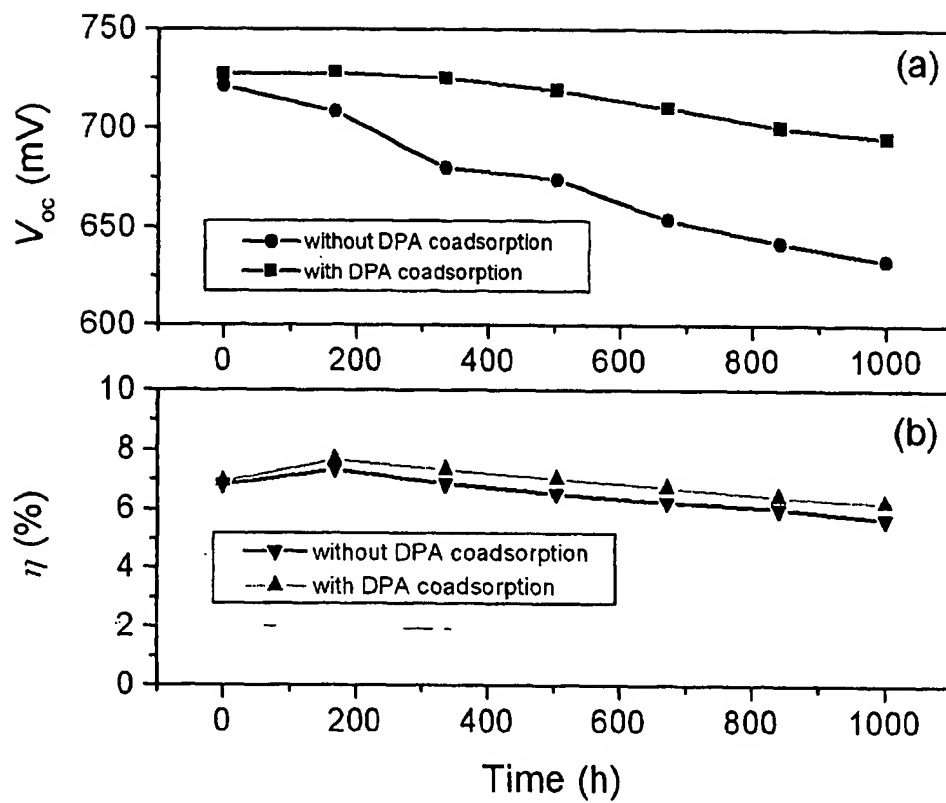 750
700
650
600
V_oc (mV)
(a)
without DPA coadsorption
with DPA coadsorption
0 200 400 600 800 1000
10
8
6
4
2
0
η (%)
(b)
without DPA coadsorption
with DPA coadsorption
0 200 400 600 800 1000
Time (h)